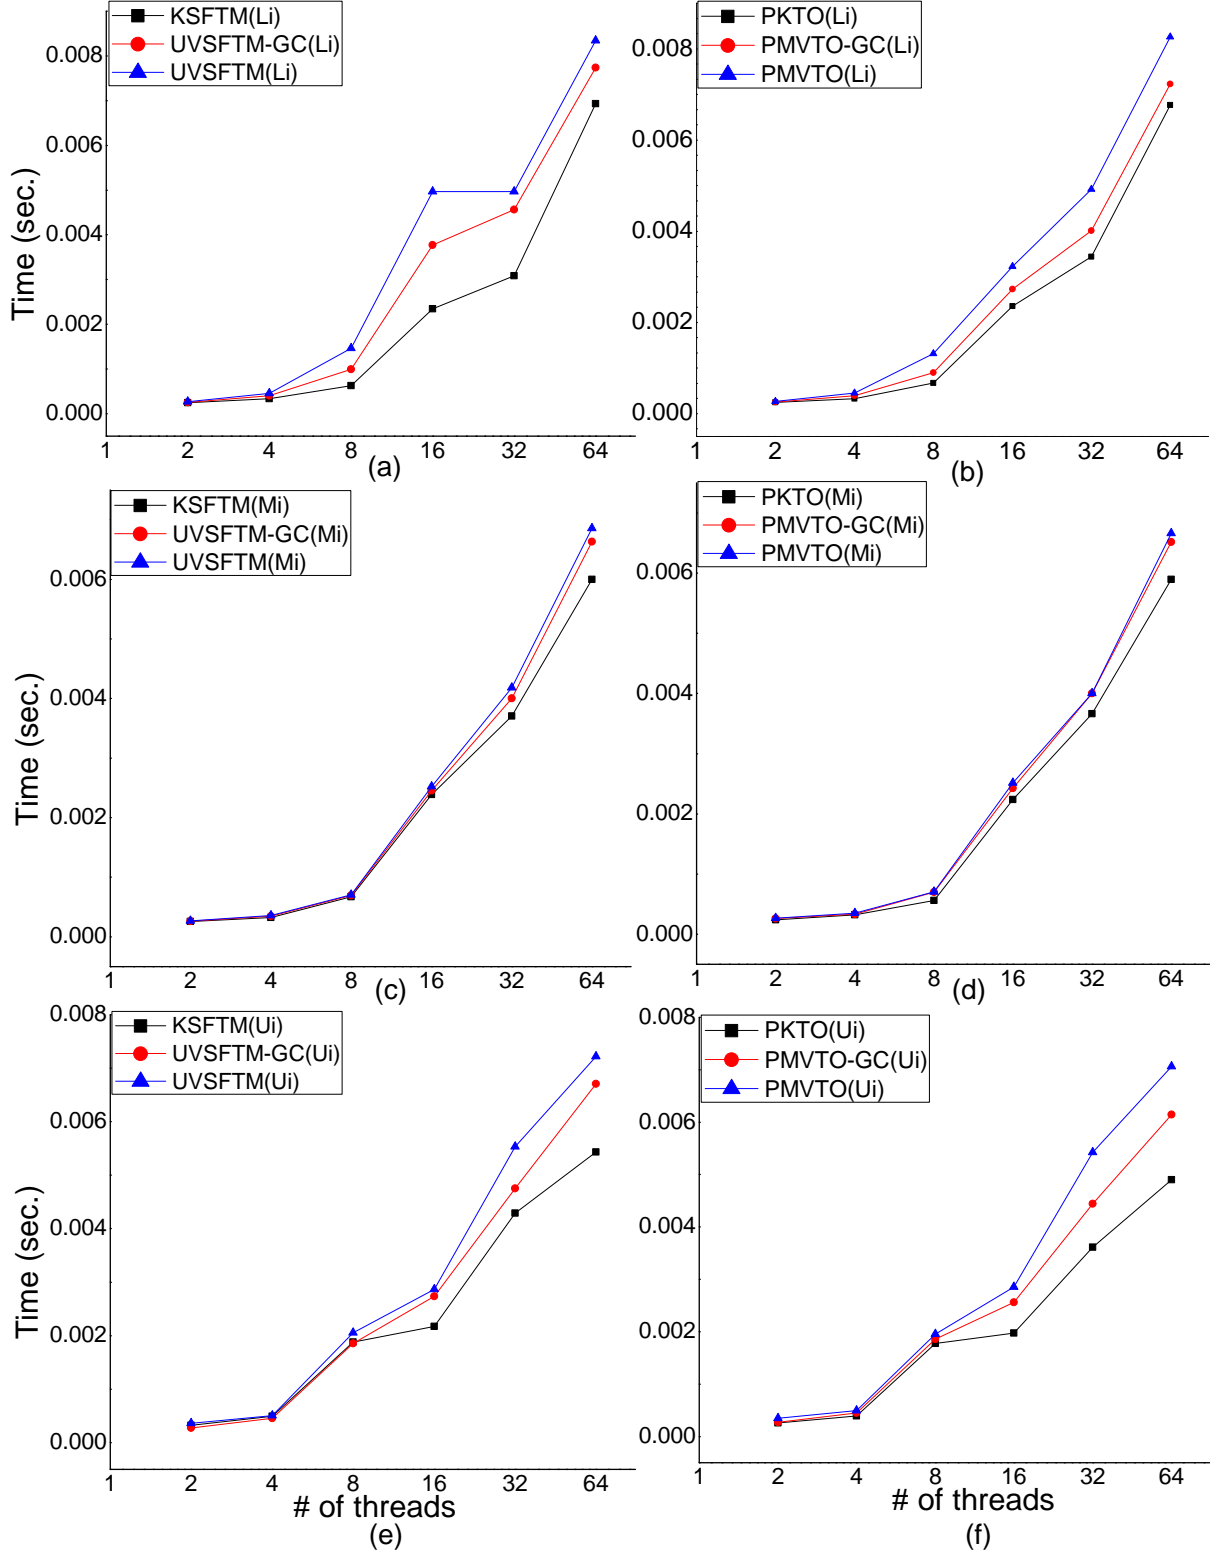 KSFTM(Li)
UVSFTM-GC(Li)
UVSFTM(Li)
0.008
0.006
0.004
0.002
0.000
Time (sec.)
1 2 4 8 16 32 64
(a)
PKTO(Li)
PMVTO-GC(Li)
PMVTO(Li)
0.008
0.006
0.004
0.002
0.000
1 2 4 8 16 32 64
(b)
KSFTM(Mi)
UVSFTM-GC(Mi)
UVSFTM(Mi)
0.006
0.004
0.002
0.000
Time (sec.)
1 2 4 8 16 32 64
(c)
PKTO(Mi)
PMVTO-GC(Mi)
PMVTO(Mi)
0.006
0.004
0.002
0.000
1 2 4 8 16 32 64
(d)
KSFTM(Ui)
UVSFTM-GC(Ui)
UVSFTM(Ui)
0.008
0.006
0.004
0.002
0.000
Time (sec.)
1 2 4 8 16 32 64
# of threads
(e)
PKTO(Ui)
PMVTO-GC(Ui)
PMVTO(Ui)
0.008
0.006
0.004
0.002
0.000
1 2 4 8 16 32 64
# of threads
(f)